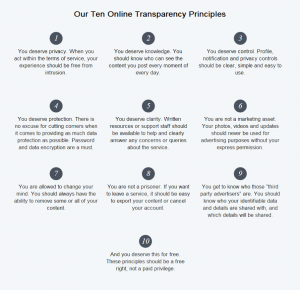 Our Ten Online Transparency Principles
1
2
3
You deserve privacy. When you
act within the terms of service, your
experience should be free from
intrusion.
You deserve knowledge. You
should know who can see the
content you post every moment of
every day.
You deserve control. Profile,
notification and privacy controls
should be clear, simple and easy to
use.
4
5
6
You deserve protection. There is
no excuse for cutting corners when
it comes to providing as much data
protection as possible. Password
and data encryption are a must.
You deserve clarity. Written
resources or support staff should
be available to help and clearly
answer any concerns or queries
about the service.
You are not a marketing asset.
Your photos, videos and updates
should never be used for
advertising purposes without your
express permission.
7
8
9
You are allowed to change your
mind. You should always have the
ability to remove some or all of your
content.
You are not a prisoner. If you want
to leave a service, it should be
easy to export your content or
cancel your account.
You get to know who those "third
party advertisers" are. You should
know who your identifiable data
and details are shared with, and
which details will be shared.
10
And you deserve this for free.
These principles should be a free
right, not a paid privilege.